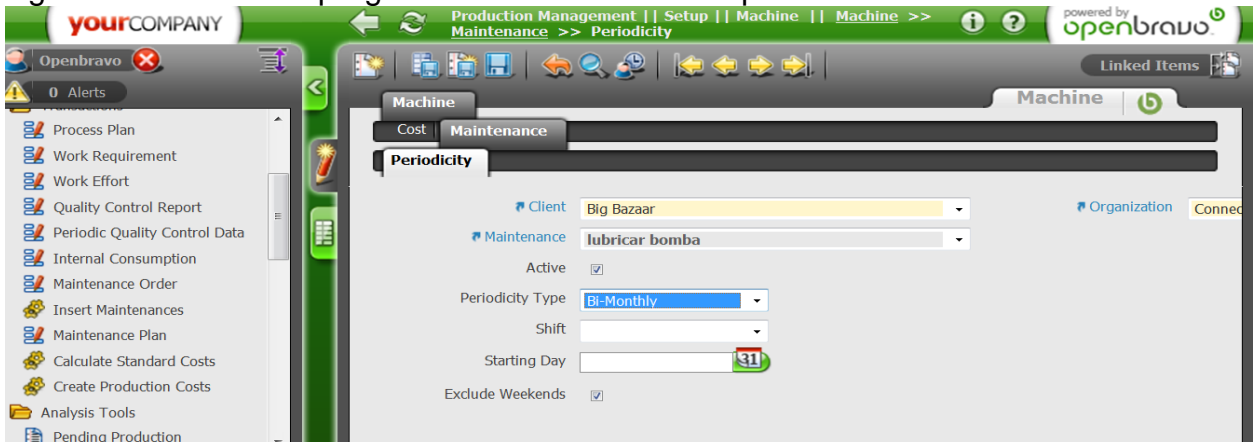 yourCOMPANY
Production Management || Setup || Machine || Machine >>
Maintenance >> Periodicity
powered by
openbravo
Openbravo
Linked Items
0 Alerts
Machine
Machine
Cost
Maintenance
Periodicity
Transactions
Process Plan
Work Requirement
Work Effort
Quality Control Report
Periodic Quality Control Data
Internal Consumption
Maintenance Order
Insert Maintenances
Maintenance Plan
Calculate Standard Costs
Create Production Costs
Analysis Tools
Pending Production
Client Big Bazaar
Organization
Maintenance lubricar bomba
Active
Periodicity Type Bi-Monthly
Shift
Starting Day 31
Exclude Weekends